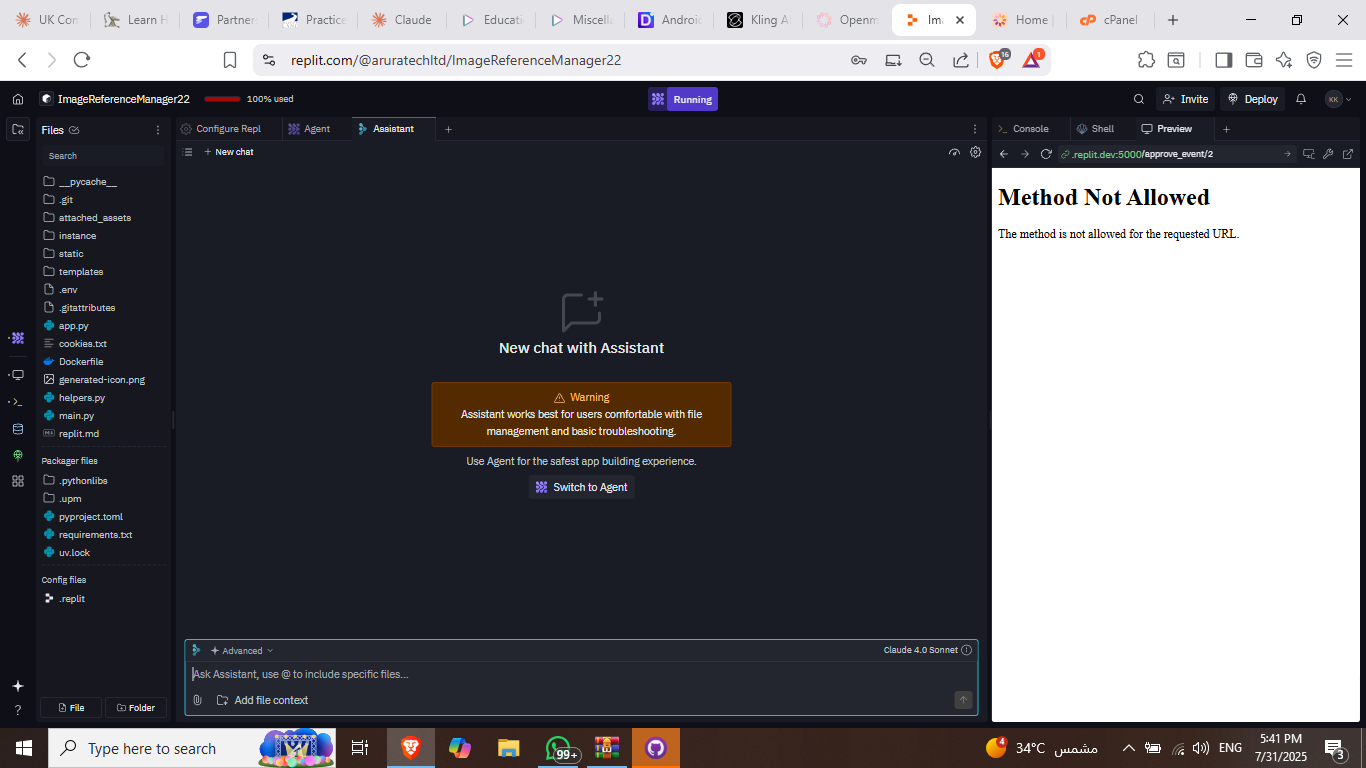 UK Con
Learn H
Partner
Practice
Claude
Educati
Miscella
Androi
Kling A
Openm
Ima
Home |
cPanel
replit.com/@aruratechltd/ImageReferenceManager22
16
1
ImageReferenceManager22
100% used
Running
Invite
Deploy
KK
Files
Configure Repl
Agent
Assistant
Console
Shell
Preview
Search
New chat
.replit.dev:5000/approve_event/2
__pycache__
.git
attached_assets
instance
static
templates
.env
.gitattributes
app.py
cookies.txt
Dockerfile
generated-icon.png
helpers.py
main.py
replit.md
Packager files
.pythonlibs
.upm
pyproject.toml
requirements.txt
uv.lock
Config files
.replit
File
Folder
New chat with Assistant
Warning
Assistant works best for users comfortable with file
management and basic troubleshooting.
Use Agent for the safest app building experience.
Switch to Agent
Advanced
Claude 4.0 Sonnet
Ask Assistant, use @ to include specific files...
Add file context
Method Not Allowed
The method is not allowed for the requested URL.
Type here to search
99+
4
34°C
مشمس
ENG
5:41 PM
7/31/2025
3